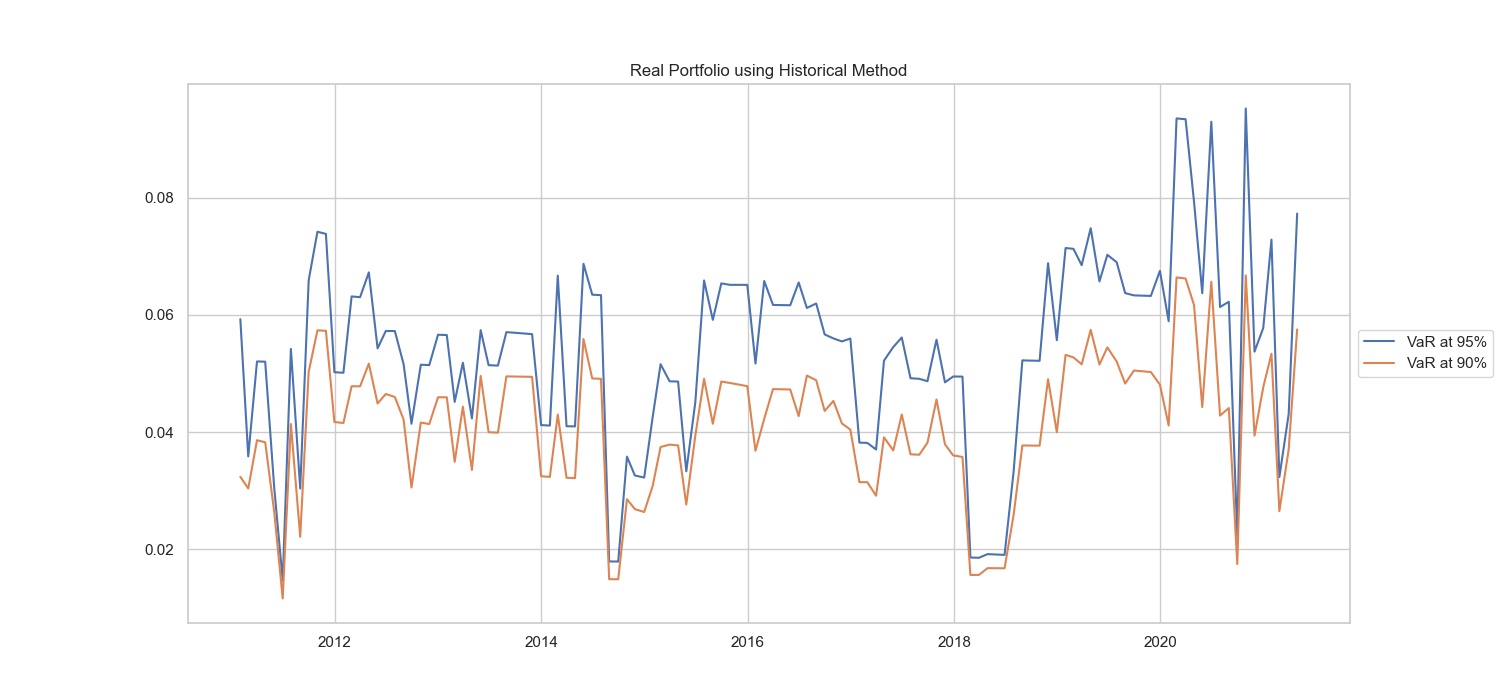 Real Portfolio using Historical Method
0.08
0.06
0.04
0.02
2012 2014 2016 2018 2020
VaR at 95%
VaR at 90%